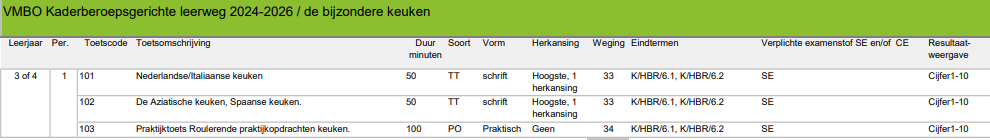 VMBO Kaderberoepsgerichte leerweg 2024-2026 / de bijzondere keuken
Leerjaar Per. Toetscode Toetsomschrijving Duur minuten Soort Vorm Herkansing Weging Eindtermen Verplichte examenstof SE en/of CE Resultaat-weergave
3 of 4 1 101 Nederlandse/Italiaanse keuken 50 TT schrift Hoogste, 1 herkansing 33 K/HBR/6.1, K/HBR/6.2 SE Cijfer1-10
102 De Aziatische keuken, Spaanse keuken. 50 TT schrift Hoogste, 1 herkansing 33 K/HBR/6.1, K/HBR/6.2 SE Cijfer1-10
103 Praktijktoets Roulerende praktijkopdrachten keuken. 100 PO Praktisch Geen 34 K/HBR/6.1, K/HBR/6.2 SE Cijfer1-10